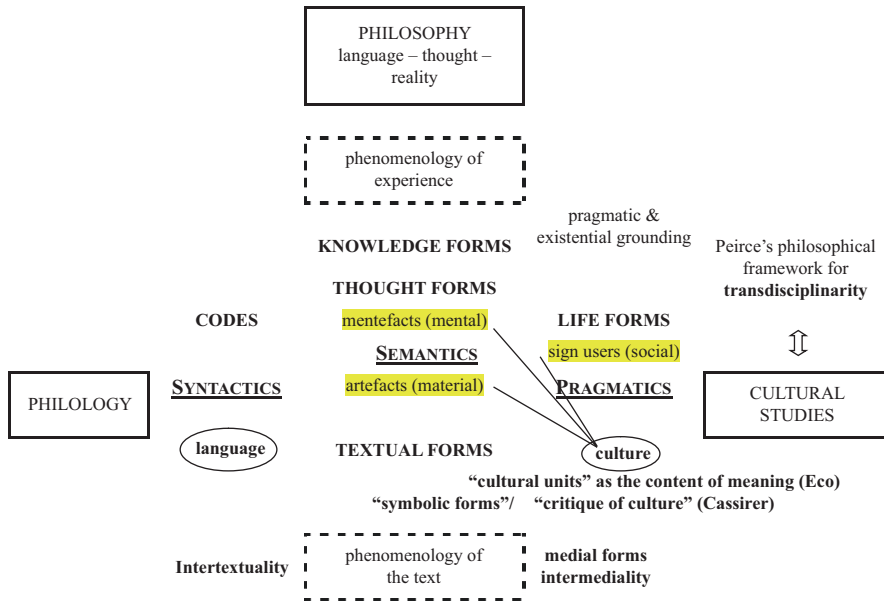 PHILOSOPHY
language – thought –
reality
phenomenology of
experience
pragmatic &
existential grounding
KNOWLEDGE FORMS
Peirce’s philosophical
framework for
transdisciplinarity
THOUGHT FORMS
CODES
mentefacts (mental)
LIFE FORMS
SEMANTICS
sign users (social)
PHILOLOGY
SYNTACTICS
artefacts (material)
PRAGMATICS
CULTURAL
STUDIES
language
TEXTUAL FORMS
culture
“cultural units” as the content of meaning (Eco)
“symbolic forms”/ “critique of culture” (Cassirer)
Intertextuality
phenomenology of
the text
medial forms
intermediality